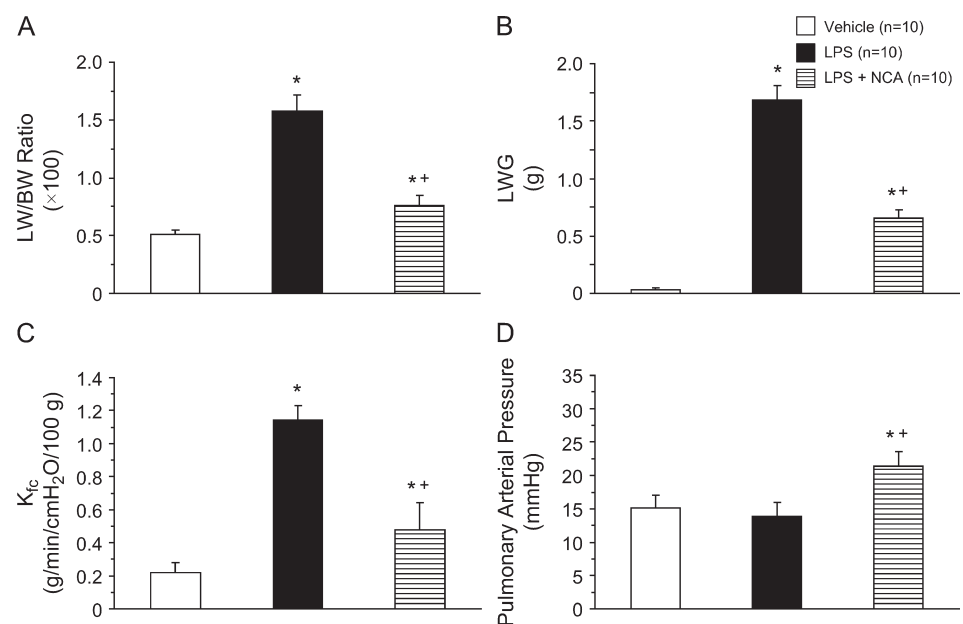 A
LW/BW Ratio
(×100)
2.0
1.5
1.0
0.5
0
*
*+
B
Vehicle (n=10)
LPS (n=10)
LPS + NCA (n=10)
LWG
(g)
2.0
1.5
1.0
0.5
0
*
*+
C
Kfc
(g/min/cmH2O/100 g)
1.4
1.2
1.0
0.8
0.6
0.4
0.2
0
*
*+
D
Pulmonary Arterial Pressure
(mmHg)
35
30
25
20
15
10
5
0
*+